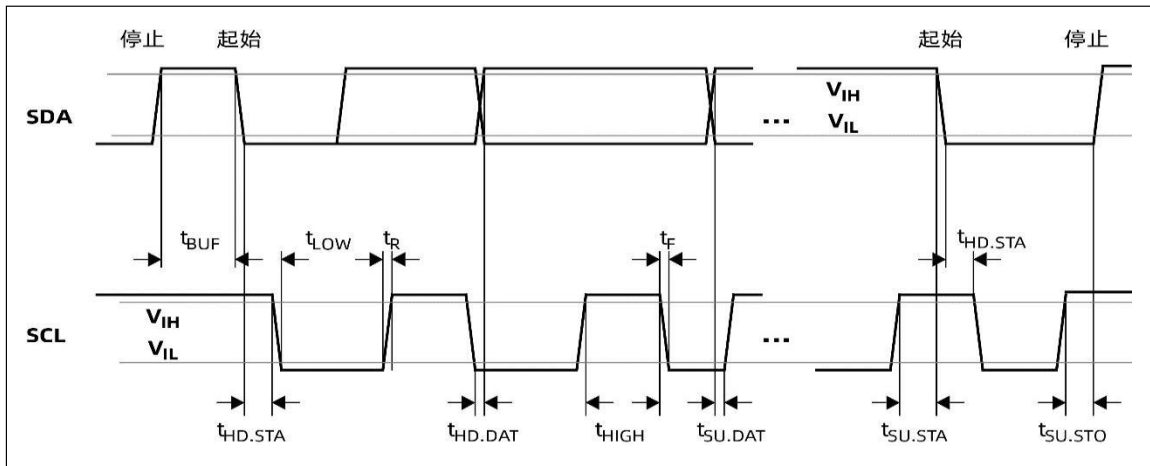 停止 起始 起始 停止
SDA
VIH
VIL
...
tBUF tLOW tR tF tHD.STA
VIH
SCL
VIL
...
tHD.STA tHD.DAT tHIGH tSU.DAT tSU.STA tSU.STO